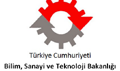 Türkiye Cumhuriyeti
Bilim, Sanayi ve Teknoloji Bakanlığı